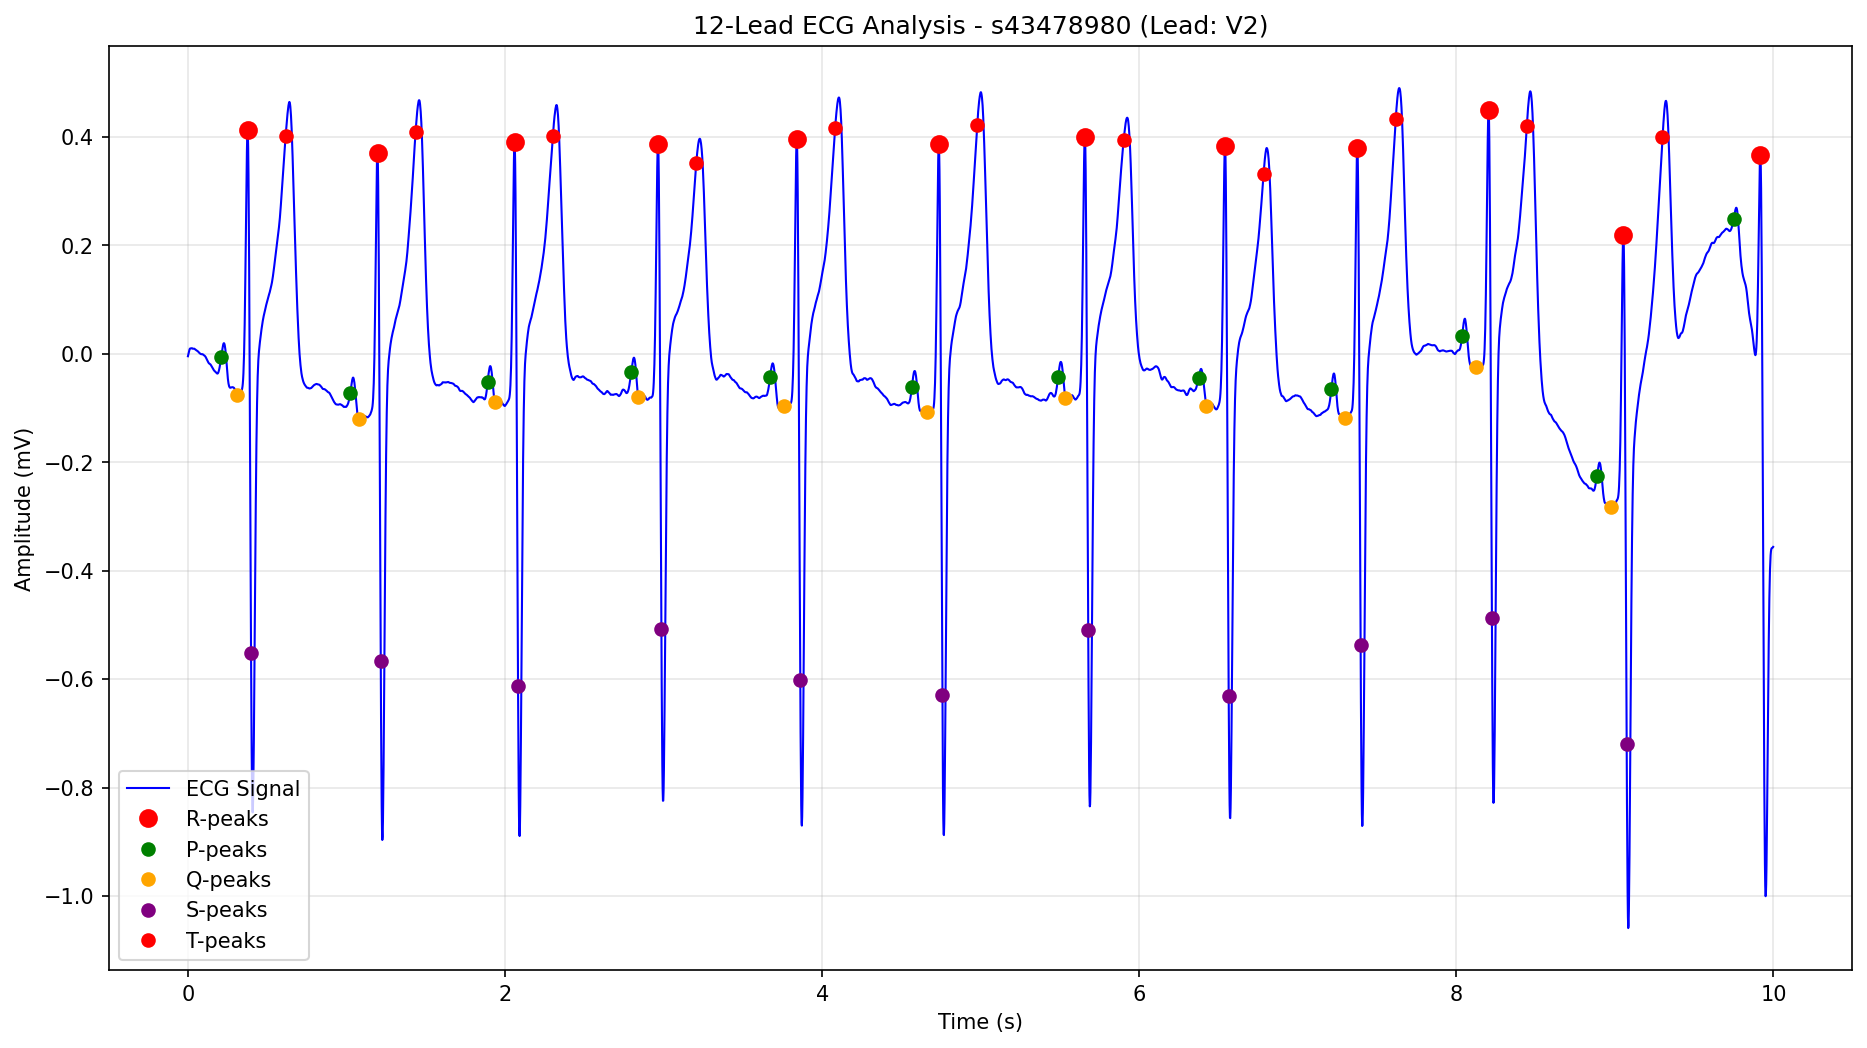 12-Lead ECG Analysis - s43478980 (Lead: V2)
Amplitude (mV)
0.4
0.2
0.0
−0.2
−0.4
−0.6
−0.8
−1.0
ECG Signal
R-peaks
P-peaks
Q-peaks
S-peaks
T-peaks
0 2 4 6 8 10
Time (s)